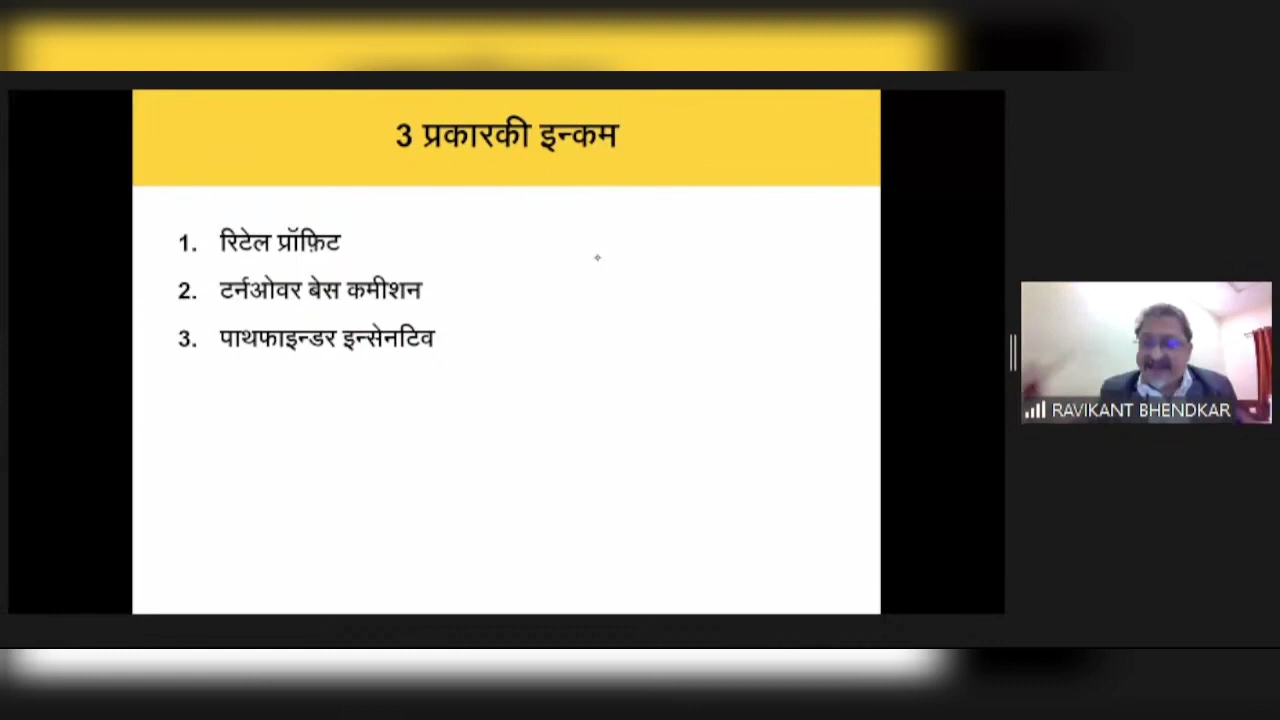 3 प्रकारकी इन्कम
1. रिटेल प्रॉफ़िट
2. टर्नओवर बेस कमीशन
3. पाथफाइन्डर इन्सेनटिव
RAVIKANT BHENDKAR